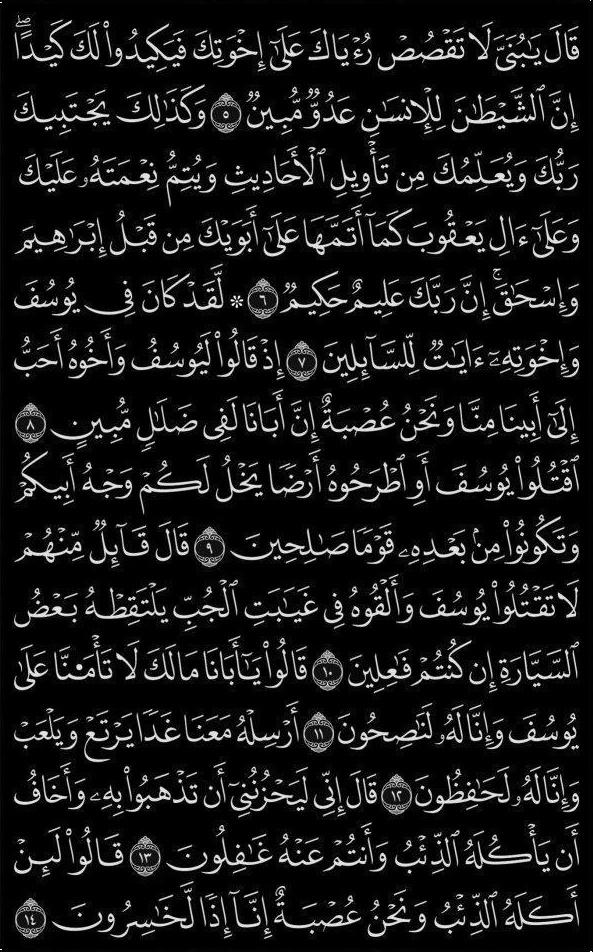 قَالَ يَٰبُنَىَّ لَا تَقْصُصْ رُءْيَاكَ عَلَىٰٓ إِخْوَتِكَ فَيَكِيدُوا۟ لَكَ كَيْدًا ۖ
إِنَّ ٱلشَّيْطَٰنَ لِلْإِنسَٰنِ عَدُوٌّ مُّبِينٌ ٥ وَكَذَٰلِكَ يَجْتَبِيكَ
رَبُّكَ وَيُعَلِّمُكَ مِن تَأْوِيلِ ٱلْأَحَادِيثِ وَيُتِمُّ نِعْمَتَهُۥ عَلَيْكَ
وَعَلَىٰٓ ءَالِ يَعْقُوبَ كَمَآ أَتَمَّهَا عَلَىٰٓ أَبَوَيْكَ مِن قَبْلُ إِبْرَٰهِيمَ
وَإِسْحَٰقَ ۚ إِنَّ رَبَّكَ عَلِيمٌ حَكِيمٌ ٦ ۞ لَّقَدْ كَانَ فِى يُوسُفَ
وَإِخْوَتِهِۦٓ ءَايَٰتٌ لِّلسَّآئِلِينَ ٧ إِذْ قَالُوا۟ لَيُوسُفُ وَأَخُوهُ أَحَبُّ
إِلَىٰٓ أَبِينَا مِنَّا وَنَحْنُ عُصْبَةٌ إِنَّ أَبَانَا لَفِى ضَلَٰلٍ مُّبِينٍ ٨
ٱقْتُلُوا۟ يُوسُفَ أَوِ ٱطْرَحُوهُ أَرْضًا يَخْلُ لَكُمْ وَجْهُ أَبِيكُمْ
وَتَكُونُوا۟ مِنۢ بَعْدِهِۦ قَوْمًا صَٰلِحِينَ ٩ قَالَ قَآئِلٌ مِّنْهُمْ
لَا تَقْتُلُوا۟ يُوسُفَ وَأَلْقُوهُ فِى غَيَٰبَتِ ٱلْجُبِّ يَلْتَقِطْهُ بَعْضُ
ٱلسَّيَّارَةِ إِن كُنتُمْ فَٰعِلِينَ ١٠ قَالُوا۟ يَٰٓأَبَانَا مَا لَكَ لَا تَأْمَ۫نَّا عَلَىٰ
يُوسُفَ وَإِنَّا لَهُۥ لَنَٰصِحُونَ ١١ أَرْسِلْهُ مَعَنَا غَدًا يَرْتَعْ وَيَلْعَبْ
وَإِنَّا لَهُۥ لَحَٰفِظُونَ ١٢ قَالَ إِنِّى لَيَحْزُنُنِىٓ أَن تَذْهَبُوا۟ بِهِۦ وَأَخَافُ
أَن يَأْكُلَهُ ٱلذِّئْبُ وَأَنتُمْ عَنْهُ غَٰفِلُونَ ١٣ قَالُوا۟ لَئِنْ
أَكَلَهُ ٱلذِّئْبُ وَنَحْنُ عُصْبَةٌ إِنَّآ إِذًا لَّخَٰسِرُونَ ١٤